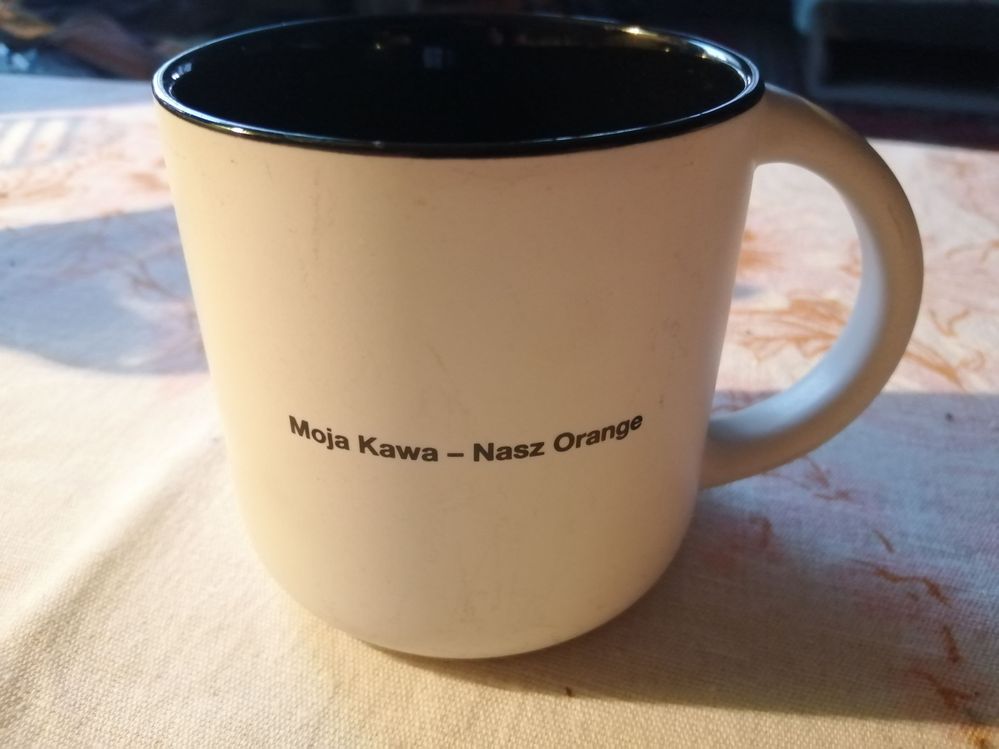 Moja Kawa – Nasz Orange